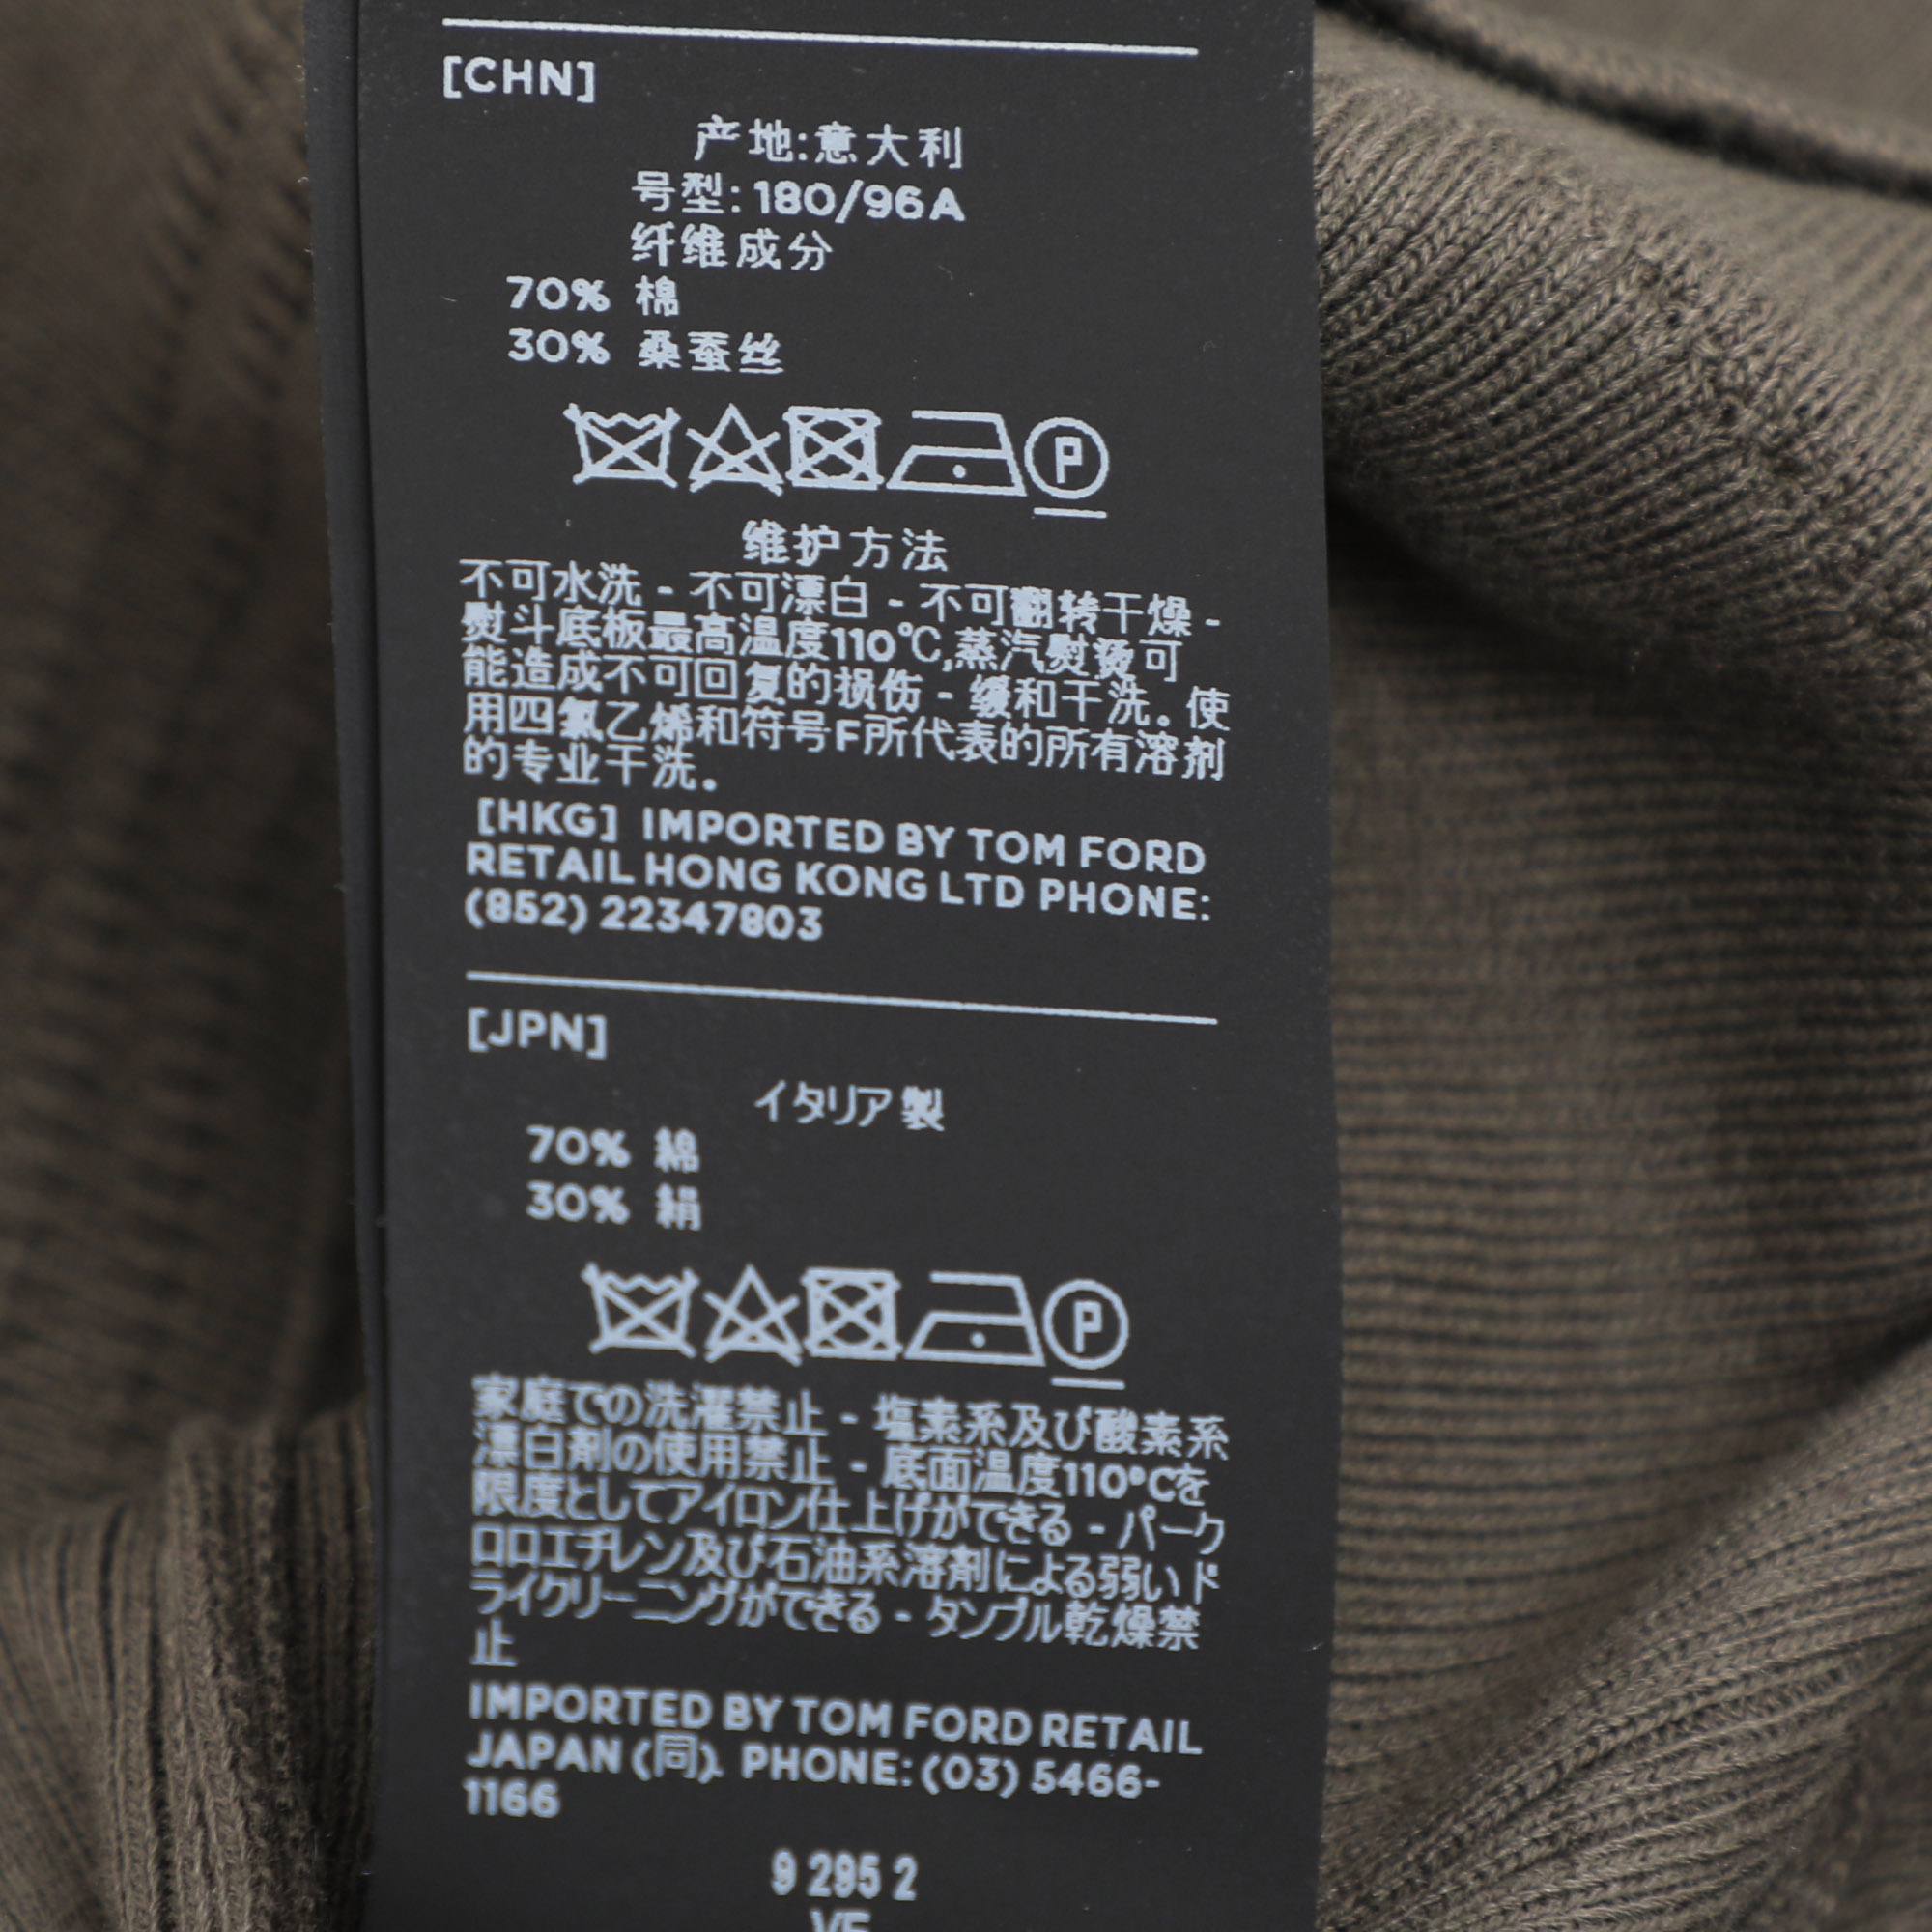 [CHN]
产地:意大利
号型: 180/96A
纤维成分
70% 棉
30% 桑蚕丝
P
维护方法
不可水洗 - 不可漂白 - 不可翻转干燥 -
熨斗底板最高温度110℃,蒸汽熨烫可
能造成不可回复的损伤 - 缓和干洗。使
用四氯乙烯和符号F所代表的所有溶剂
的专业干洗。
[HKG] IMPORTED BY TOM FORD
RETAIL HONG KONG LTD PHONE:
(852) 22347803
[JPN]
イタリア製
70% 綿
30% 絹
P
家庭での洗濯禁止 - 塩素系及び酸素系
漂白剤の使用禁止 - 底面温度110°Cを
限度としてアイロン仕上げができる - パーク
ロロエチレン及び石油系溶剤による弱いド
ライクリーニングができる - タンブル乾燥禁
止
IMPORTED BY TOM FORD RETAIL
JAPAN (同). PHONE: (03) 5466-
1166
9 295 2